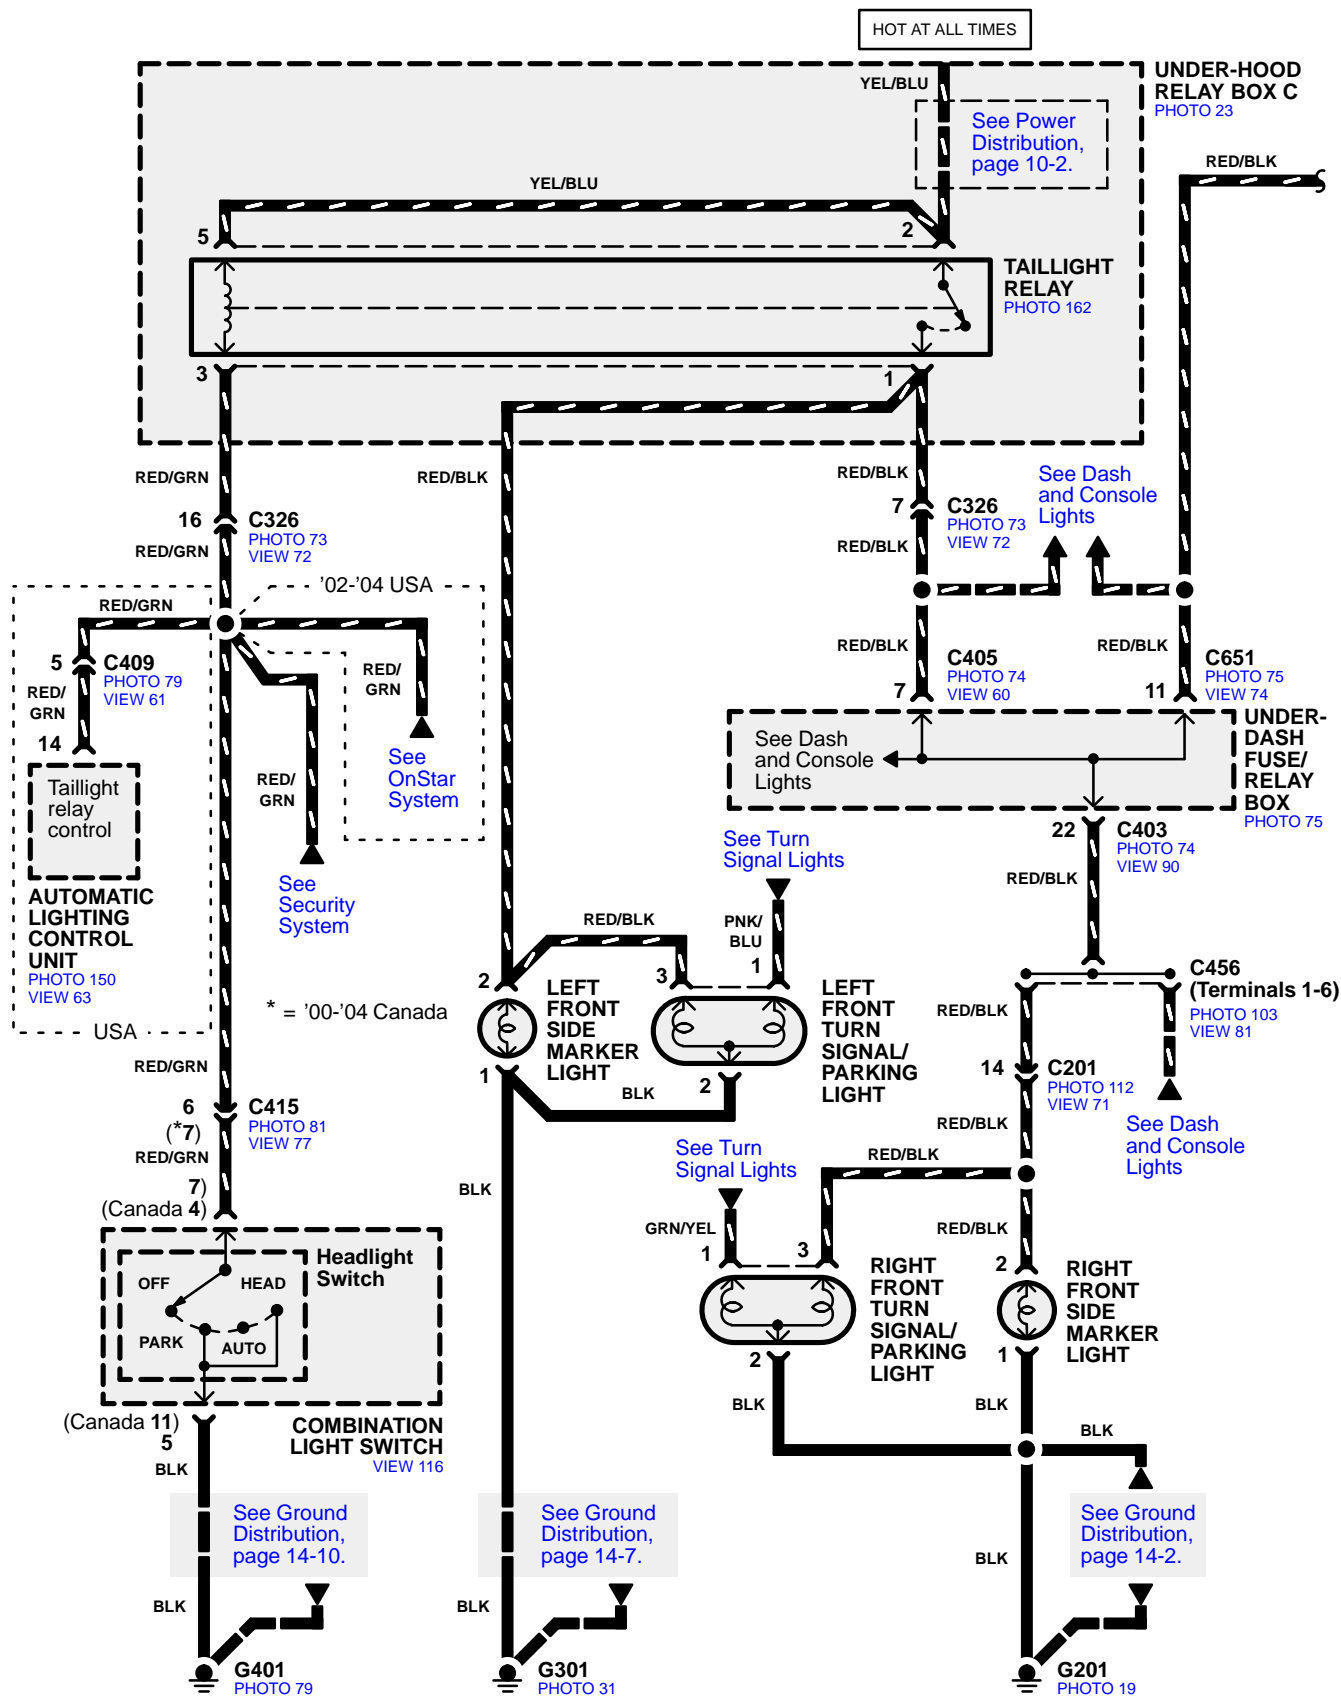 HOT AT ALL TIMES
YEL/BLU
UNDER-HOOD
RELAY BOX C
PHOTO 23
See Power
Distribution,
page 10-2.
RED/BLK
YEL/BLU
5
2
TAILLIGHT
RELAY
PHOTO 162
3
1
RED/GRN
RED/BLK
RED/BLK
See Dash
and Console
Lights
16
C326
PHOTO 73
VIEW 72
7
C326
PHOTO 73
VIEW 72
RED/GRN
RED/BLK
'02-'04 USA
RED/GRN
5
C409
PHOTO 79
VIEW 61
RED/
GRN
RED/
GRN
RED/BLK
C405
PHOTO 74
VIEW 60
7
RED/BLK
C651
PHOTO 75
VIEW 74
11
14
Taillight
relay
control
See
OnStar
System
RED/
GRN
See Dash
and Console
Lights
UNDER-
DASH
FUSE/
RELAY
BOX
PHOTO 75
See
Security
System
AUTOMATIC
LIGHTING
CONTROL
UNIT
PHOTO 150
VIEW 63
USA
22
C403
PHOTO 74
VIEW 90
RED/BLK
See Turn
Signal Lights
RED/BLK
PNK/
BLU
2
3
1
* = '00-'04 Canada
LEFT
FRONT
SIDE
MARKER
LIGHT
LEFT
FRONT
TURN
SIGNAL/
PARKING
LIGHT
C456
(Terminals 1-6)
PHOTO 103
VIEW 81
RED/BLK
14
C201
PHOTO 112
VIEW 71
RED/GRN
1
BLK
2
6
(*7)
C415
PHOTO 81
VIEW 77
RED/BLK
See Dash
and Console
Lights
See Turn
Signal Lights
RED/BLK
RED/GRN
7)
(Canada 4)
BLK
GRN/YEL
1
3
RED/BLK
2
Headlight
Switch
OFF
HEAD
PARK
AUTO
RIGHT
FRONT
TURN
SIGNAL/
PARKING
LIGHT
RIGHT
FRONT
SIDE
MARKER
LIGHT
2
1
BLK
BLK
BLK
(Canada 11)
5
COMBINATION
LIGHT SWITCH
VIEW 116
BLK
See Ground
Distribution,
page 14-10.
See Ground
Distribution,
page 14-7.
See Ground
Distribution,
page 14-2.
BLK
BLK
BLK
G401
PHOTO 79
G301
PHOTO 31
G201
PHOTO 19